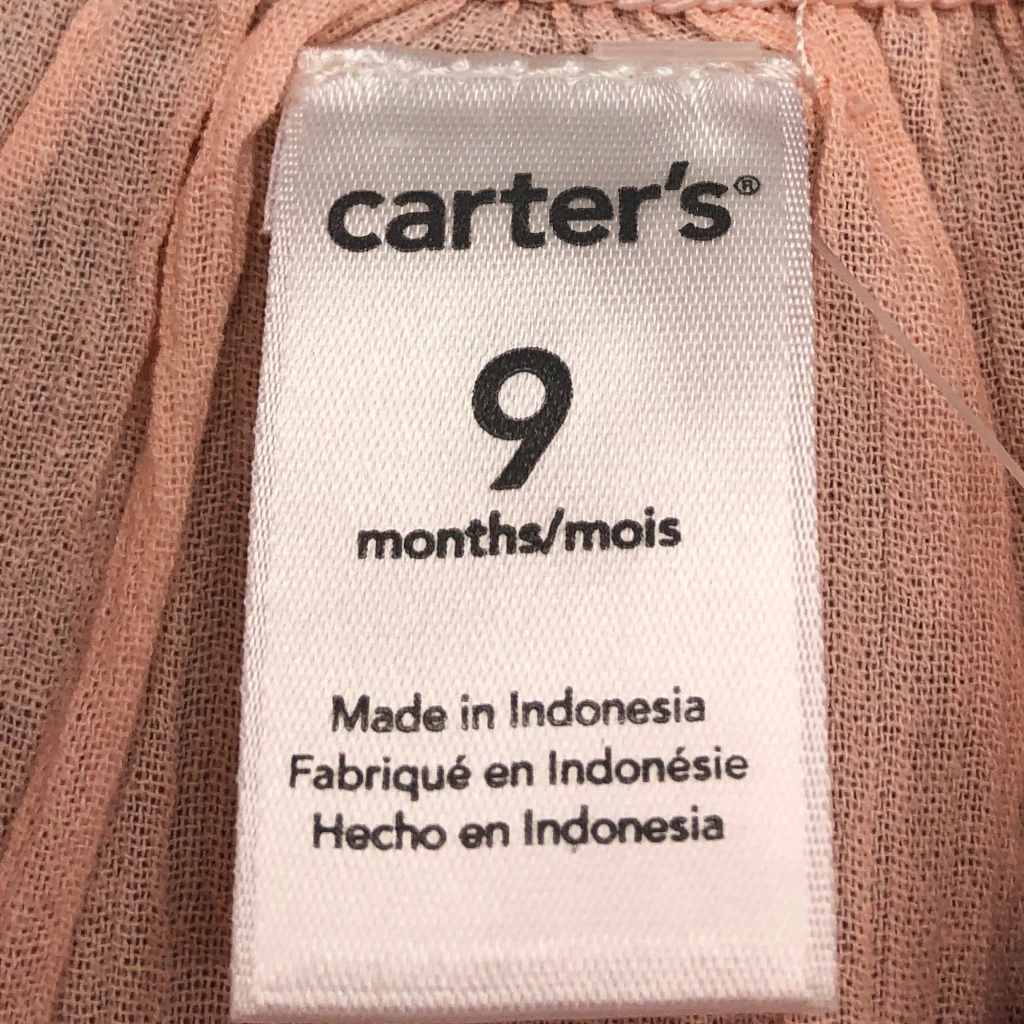 carter's®
9
months/mois
Made in Indonesia
Fabriqué en Indonésie
Hecho en Indonesia